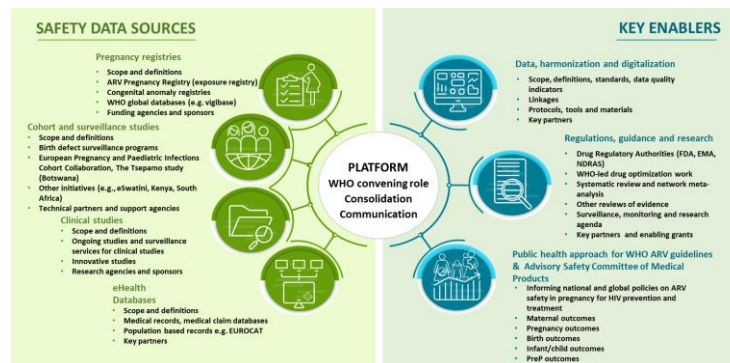 SAFETY DATA SOURCES
Pregnancy registries
• Scope and definitions
• ARV Pregnancy Registry (exposure registry)
• Congenital anomaly registries
• WHO global databases (e.g. vigibase)
• Funding agencies and sponsors
Cohort and surveillance studies
• Scope and definitions
• Birth defect surveillance programs
• European Pregnancy and Paediatric Infections
Cohort Collaboration, The Tsepamo study
(Botswana)
• Other initiatives (e.g., eSwatini, Kenya, South
Africa)
• Technical partners and support agencies
Clinical studies
• Scope and definitions
• Ongoing studies and surveillance
services for clinical studies
• Innovative studies
• Research agencies and sponsors
eHealth
Databases
• Scope and definitions
• Medical records, medical claim databases
• Population based records e.g. EUROCAT
• Key partners
PLATFORM
WHO convening role
Consolidation
Communication
KEY ENABLERS
Data, harmonization and digitalization
• Scope, definitions, standards, data quality
indicators
• Linkages
• Protocols, tools and materials
• Key partners
Regulations, guidance and research
• Drug Regulatory Authorities (FDA, EMA,
NDRAS)
• WHO-led drug optimization work
• Systematic review and network meta-
analysis
• Other reviews of evidence
• Surveillance, monitoring and research
agenda
• Key partners and enabling grants
Public health approach for WHO ARV guidelines
& Advisory Safety Committee of Medical
Products
• Informing national and global policies on ARV
safety in pregnancy for HIV prevention and
treatment
• Maternal outcomes
• Pregnancy outcomes
• Birth outcomes
• Infant/child outcomes
• PreP outcomes